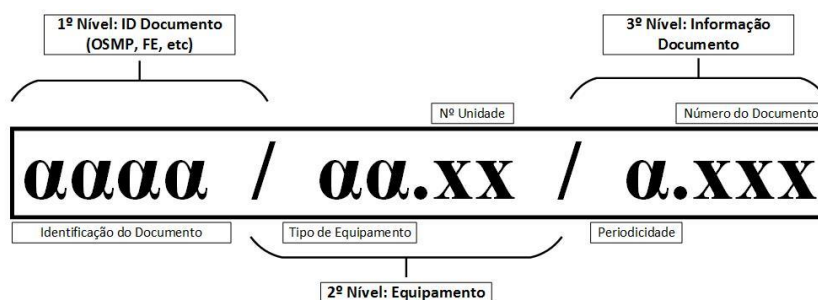 1º Nível: ID Documento
(OSMP, FE, etc)
3º Nível: Informação
Documento
Nº Unidade
Número do Documento
αααα / αα.xx / α.xxx
Identificação do Documento
Tipo de Equipamento
Periodicidade
2º Nível: Equipamento